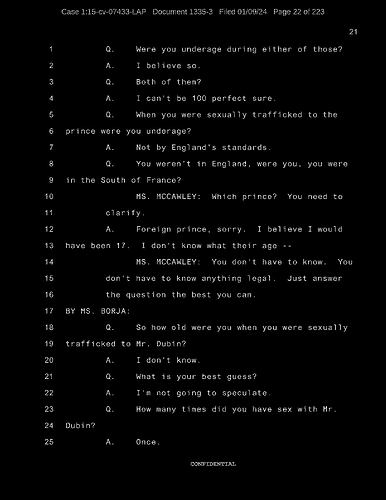 Case 1:15-cv-07433-LAP Document 1335-3 Filed 01/09/24 Page 22 of 223
21
1 Q. Were you underage during either of those?
2 A. I believe so.
3 Q. Both of them?
4 A. I can't be 100 perfect sure.
5 Q. When you were sexually trafficked to the
6 prince were you underage?
7 A. Not by England's standards.
8 Q. You weren't in England, were you, you were
9 in the South of France?
10 MS. MCCAWLEY: Which prince? You need to
11 clarify.
12 A. Foreign prince, sorry. I believe I would
13 have been 17. I don't know what their age --
14 MS. MCCAWLEY: You don't have to know. You
15 don't have to know anything legal. Just answer
16 the question the best you can.
17 BY MS. BORJA:
18 Q. So how old were you when you were sexually
19 trafficked to Mr. Dubin?
20 A. I don't know.
21 Q. What is your best guess?
22 A. I'm not going to speculate.
23 Q. How many times did you have sex with Mr.
24 Dubin?
25 A. Once.
CONFIDENTIAL